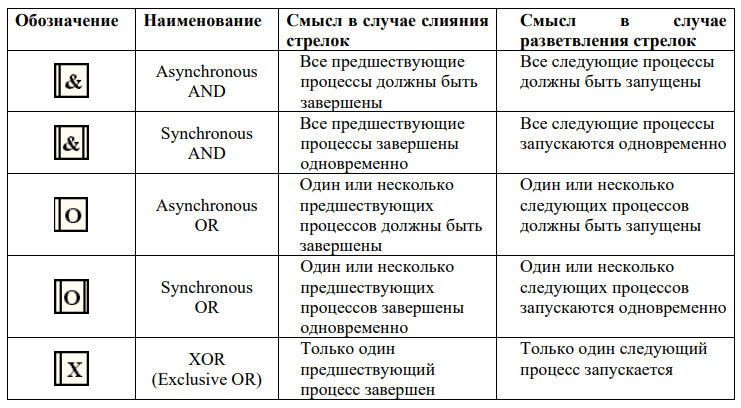 Обозначение Наименование Смысл в случае слияния стрелок Смысл в случае разветвления стрелок
& Asynchronous AND Все предшествующие процессы должны быть завершены Все следующие процессы должны быть запущены
& Synchronous AND Все предшествующие процессы завершены одновременно Все следующие процессы запускаются одновременно
O Asynchronous OR Один или несколько предшествующих процессов должны быть завершены Один или несколько следующих процессов должны быть запущены
O Synchronous OR Один или несколько предшествующих процессов завершены одновременно Один или несколько следующих процессов запускаются одновременно
X XOR (Exclusive OR) Только один предшествующий процесс завершен Только один следующий процесс запускается